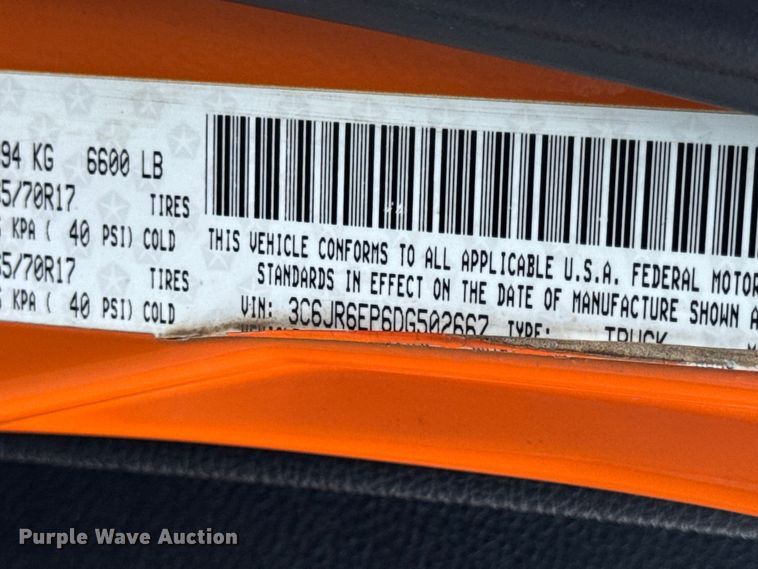 94 KG 6600 LB
5/70R17 TIRES
KPA ( 40 PSI) COLD
5/70R17 TIRES
KPA ( 40 PSI) COLD
THIS VEHICLE CONFORMS TO ALL APPLICABLE U.S.A. FEDERAL MOTOR
STANDARDS IN EFFECT ON THE DATE OF MANUFACTURE SHOWN A
VIN: 3C6JR6EP6DG502667 TYPE: TRUCK
Purple Wave Auction